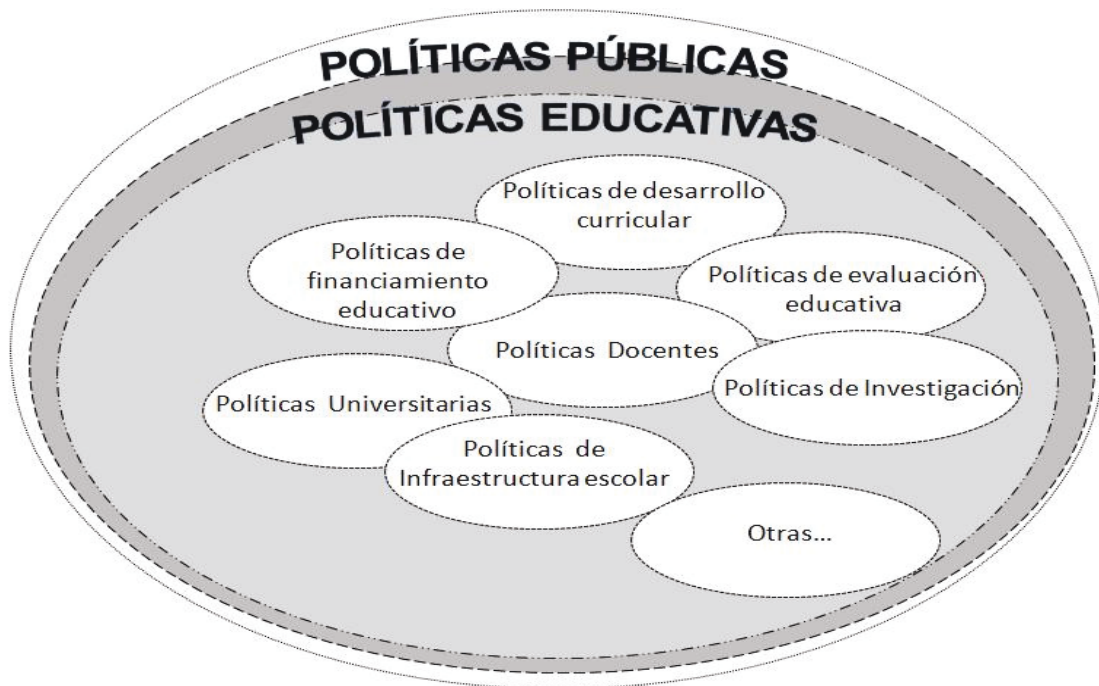 POLÍTICAS PÚBLICAS
POLÍTICAS EDUCATIVAS
Políticas de desarrollo
curricular
Políticas de
financiamiento
educativo
Políticas de evaluación
educativa
Políticas Docentes
Políticas de Investigación
Políticas Universitarias
Políticas de
Infraestructura escolar
Otras...